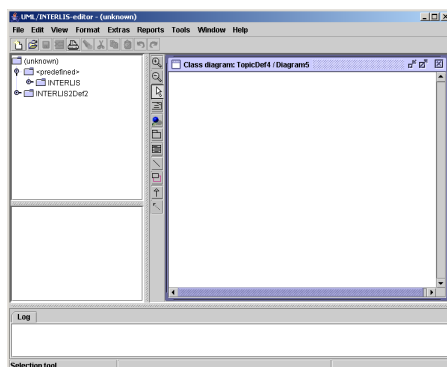 UML/INTERLIS-editor - (unknown)
File Edit View Format Extras Reports Tools Window Help
(unknown)
<predefined>
INTERLIS
INTERLIS2Def2
Class diagram: TopicDef4 / Diagram5
Log
Selection tool